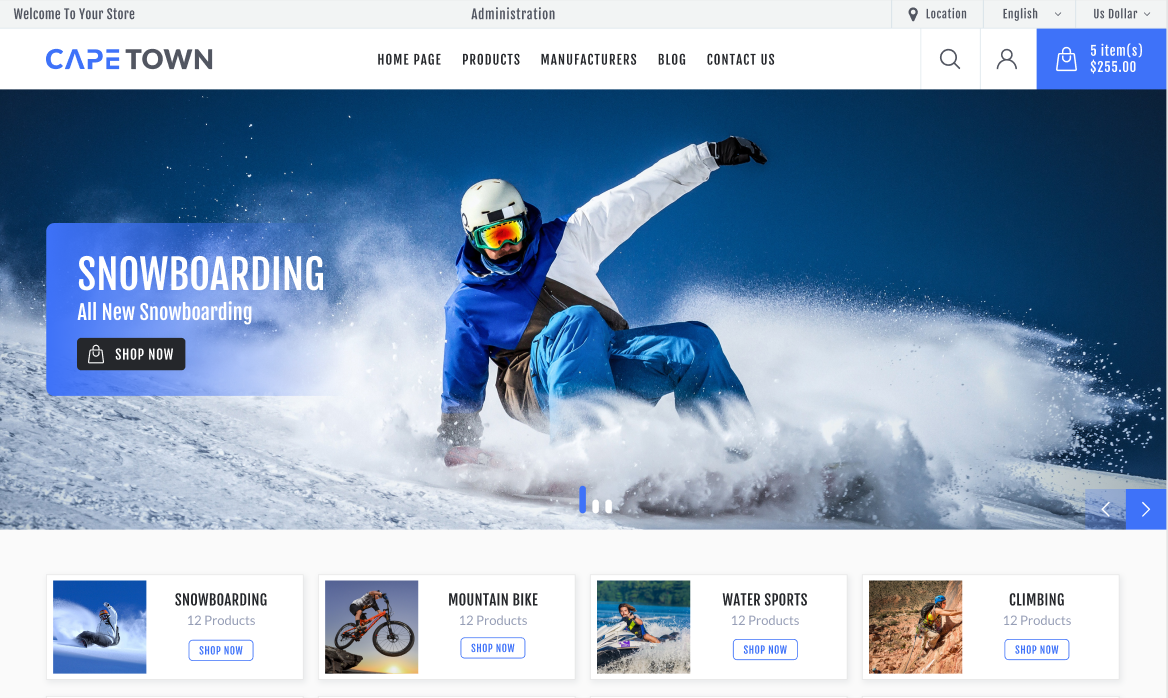 Welcome To Your Store
Administration
Location
English
Us Dollar
CAPE TOWN
HOME PAGE
PRODUCTS
MANUFACTURERS
BLOG
CONTACT US
5 item(s)
$255.00
SNOWBOARDING
All New Snowboarding
SHOP NOW
SNOWBOARDING
12 Products
SHOP NOW
MOUNTAIN BIKE
12 Products
SHOP NOW
WATER SPORTS
12 Products
SHOP NOW
CLIMBING
12 Products
SHOP NOW